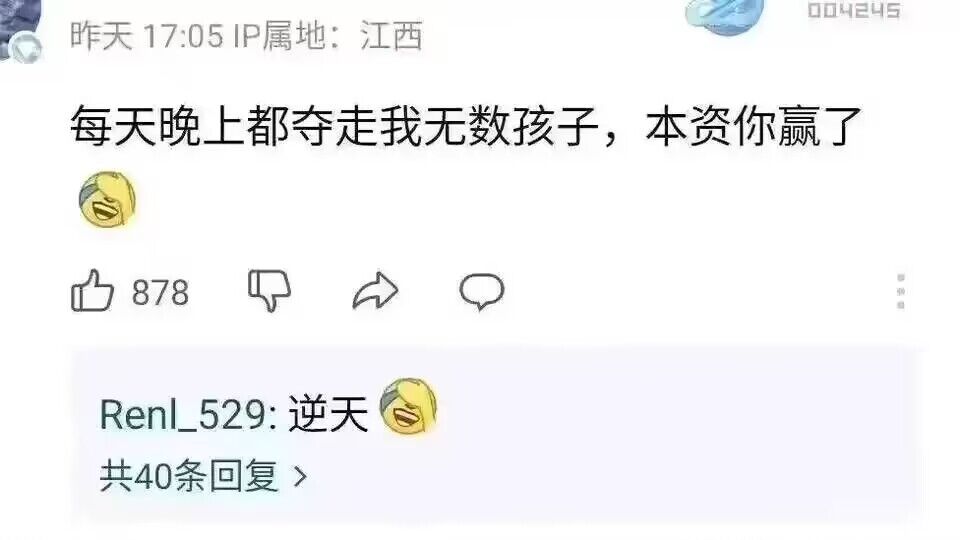 004245
昨天 17:05 IP属地：江西
每天晚上都夺走我无数孩子，本资你赢了
878
Renl_529: 逆天
共40条回复 >